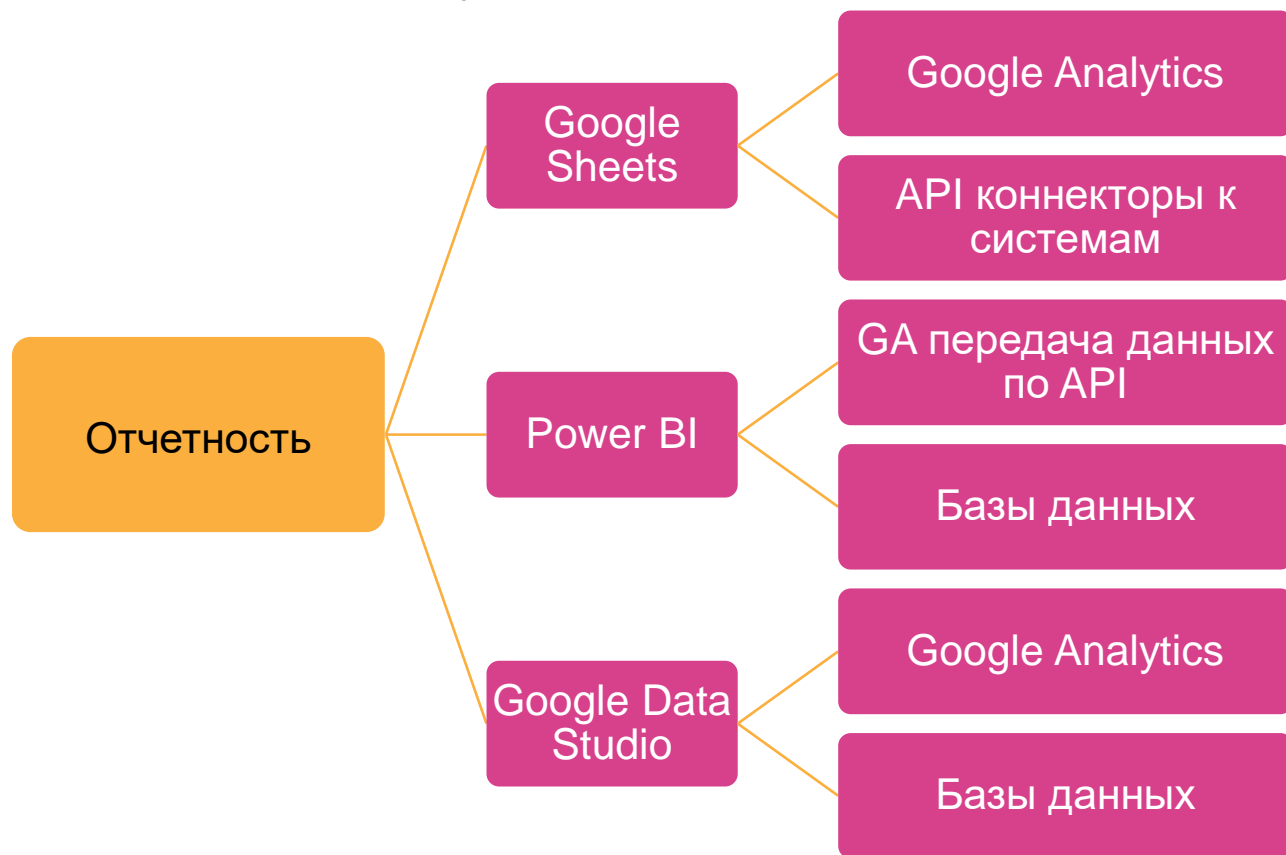 Отчетность
Google
Sheets
Google Analytics
API коннекторы к
системам
Power BI
GA передача данных
по API
Базы данных
Google Data
Studio
Google Analytics
Базы данных